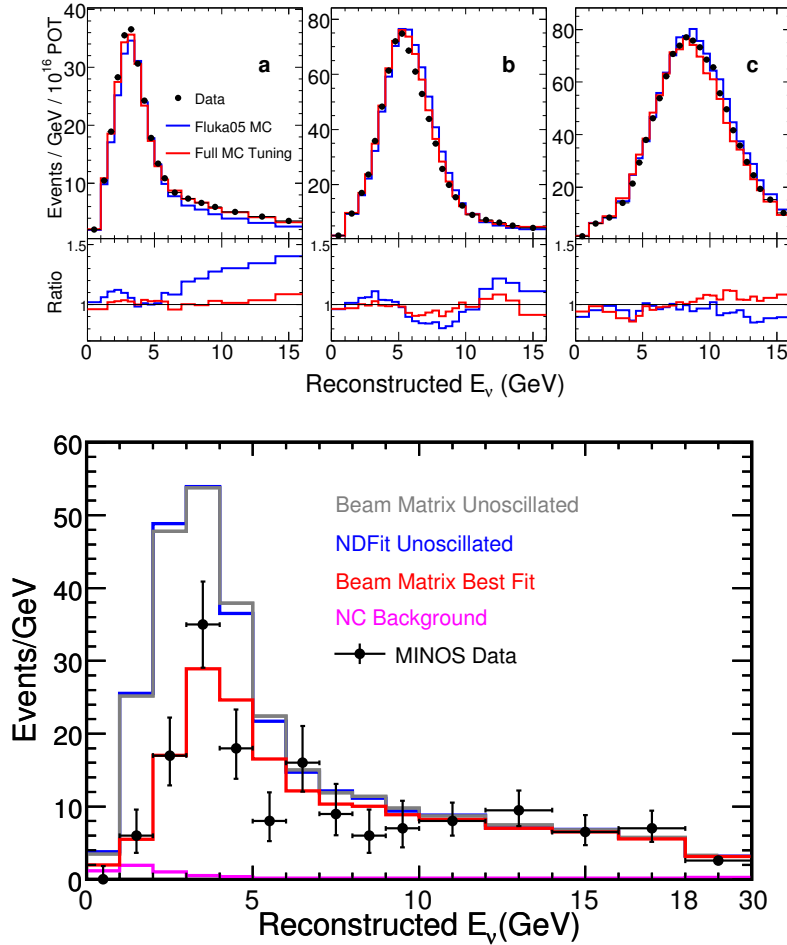 Events / GeV / 10¹⁶ POT
40
30
20
10
a
Data
Fluka05 MC
Full MC Tuning
80
60
40
20
b
80
60
40
20
c
Ratio
1.5
1
1.5
1
1.5
1
0 5 10 15
0 5 10 15
0 5 10 15
Reconstructed Eν (GeV)
Events/GeV
60
50
40
30
20
10
0
Beam Matrix Unoscillated
NDFit Unoscillated
Beam Matrix Best Fit
NC Background
MINOS Data
0 5 10 15 18 30
Reconstructed Eν(GeV)